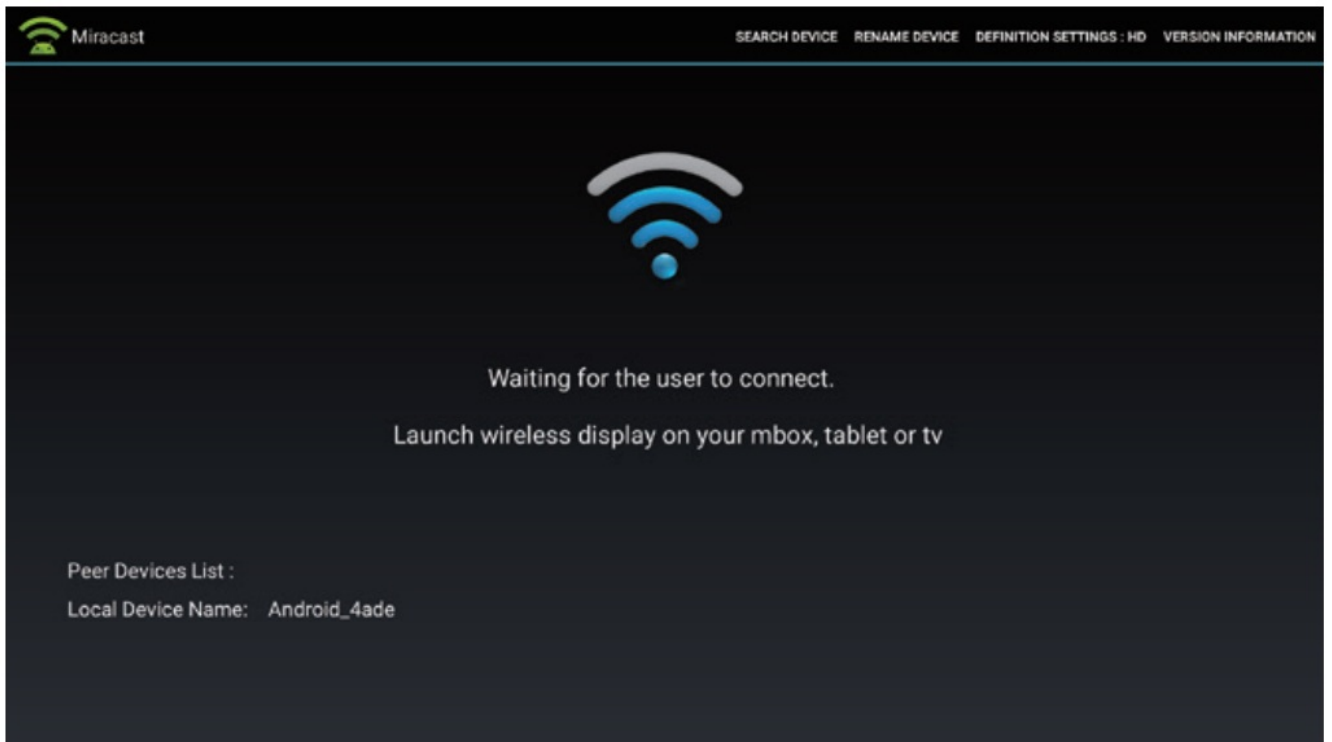 Miracast
SEARCH DEVICE RENAME DEVICE DEFINITION SETTINGS : HD VERSION INFORMATION
Waiting for the user to connect.
Launch wireless display on your mbox, tablet or tv
Peer Devices List :
Local Device Name: Android_4ade